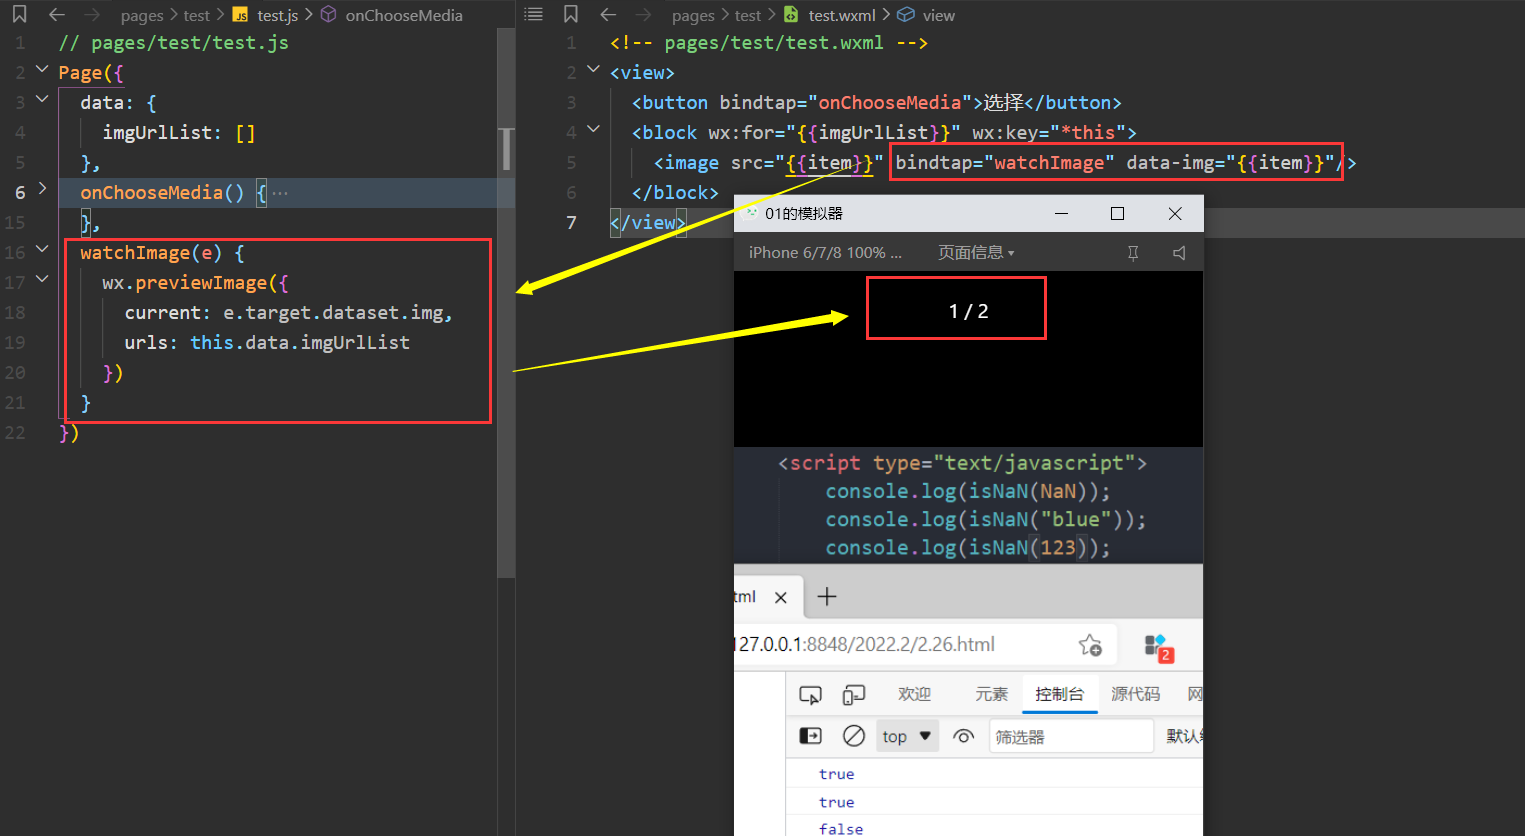 pages > test > test.js > onChooseMedia
1 // pages/test/test.js
2 Page({
3 data: {
4 imgUrlList: []
5 },
6 onChooseMedia() { ···
15 },
16 watchImage(e) {
17 wx.previewImage({
18 current: e.target.dataset.img,
19 urls: this.data.imgUrlList
20 })
21 }
22 })
pages > test > test.wxml > view
1 <!-- pages/test/test.wxml -->
2 <view>
3 <button bindtap="onChooseMedia">选择</button>
4 <block wx:for="{{imgUrlList}}" wx:key="*this">
5 <image src="{{item}}" bindtap="watchImage" data-img="{{item}}"/>
6 </block>
7 </view>
01的模拟器
iPhone 6/7/8 100% ... 页面信息
1 / 2
<script type="text/javascript">
console.log(isNaN(NaN));
console.log(isNaN("blue"));
console.log(isNaN(123));
tml
127.0.0.1:8848/2022.2/2.26.html
2
欢迎 元素 控制台 源代码 网
top 筛选器 默认
true
true
false